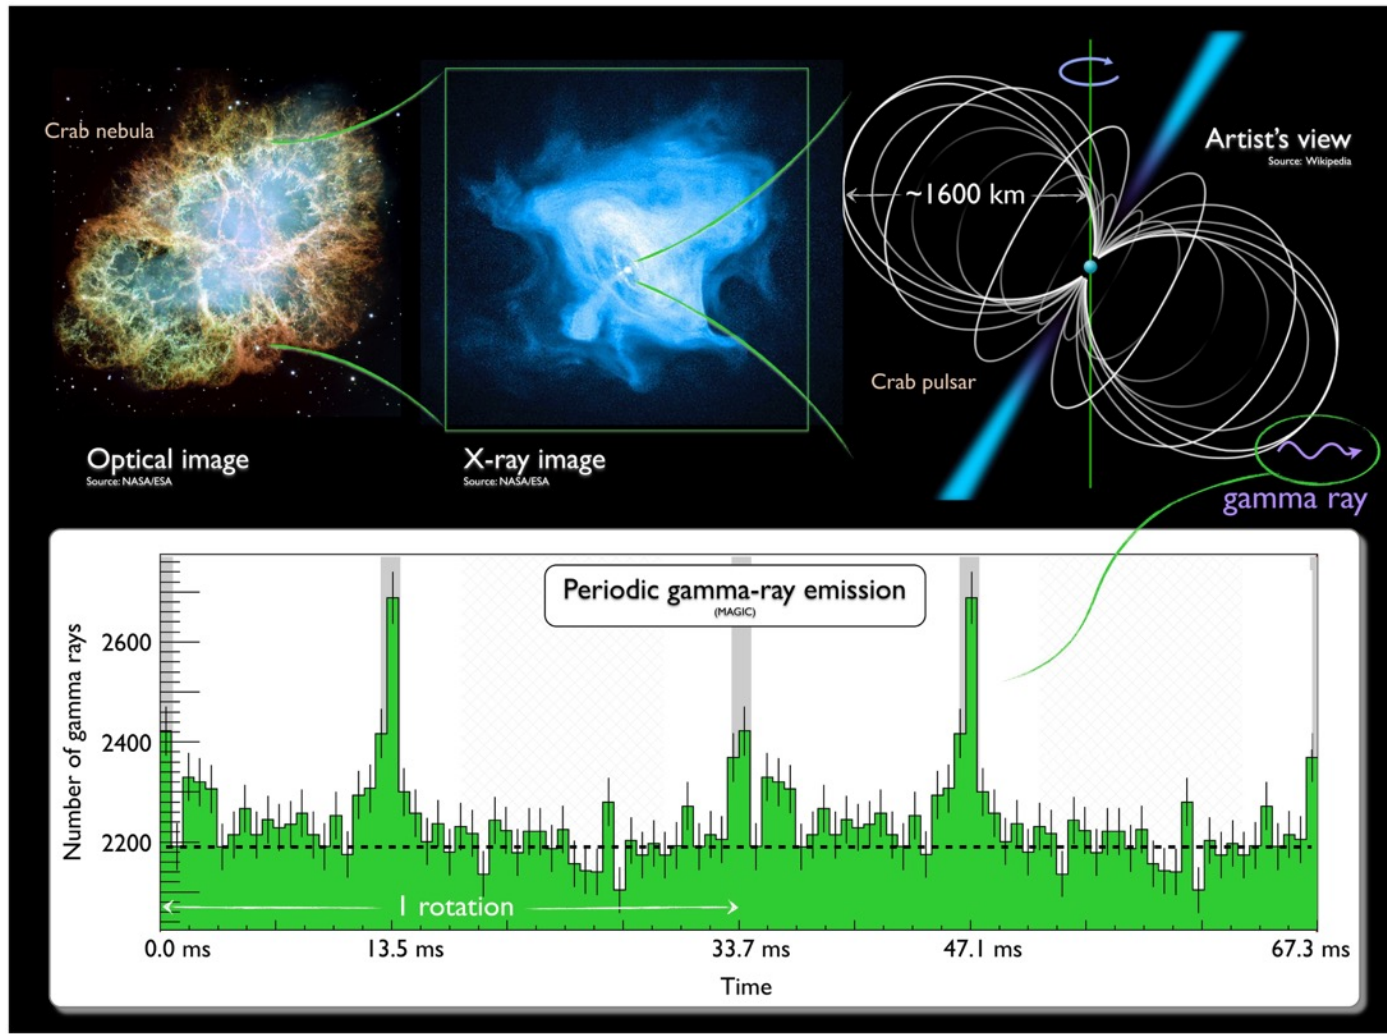 Crab nebula
Optical image
Source: NASA/ESA
X-ray image
Source: NASA/ESA
Artist's view
Source: Wikipedia
~1600 km
Crab pulsar
gamma ray
Periodic gamma-ray emission
(MAGIC)
Number of gamma rays
2600
2400
2200
1 rotation
0.0 ms
13.5 ms
33.7 ms
47.1 ms
67.3 ms
Time